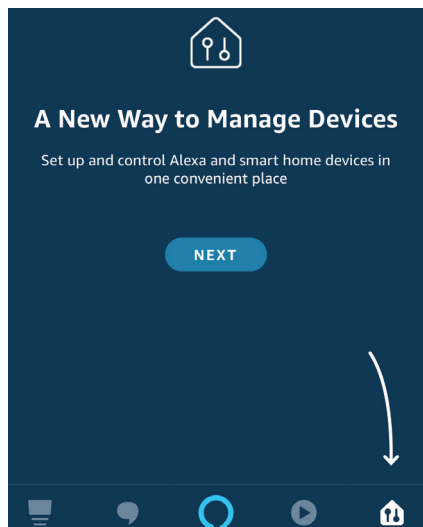 A New Way to Manage Devices
Set up and control Alexa and smart home devices in
one convenient place
NEXT